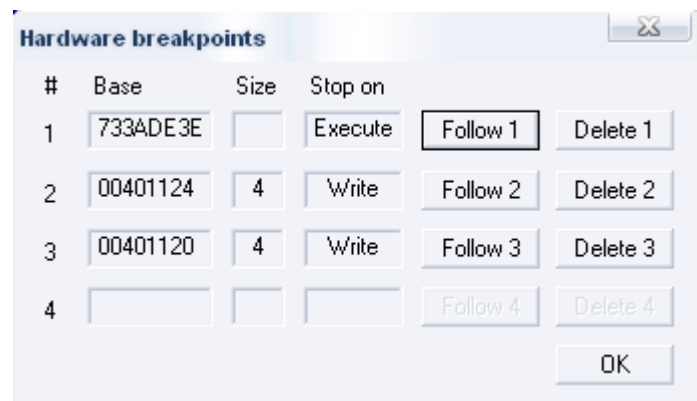 Hardware breakpoints
# Base Size Stop on
1 733ADE3E Execute Follow 1 Delete 1
2 00401124 4 Write Follow 2 Delete 2
3 00401120 4 Write Follow 3 Delete 3
4 Follow 4 Delete 4
OK